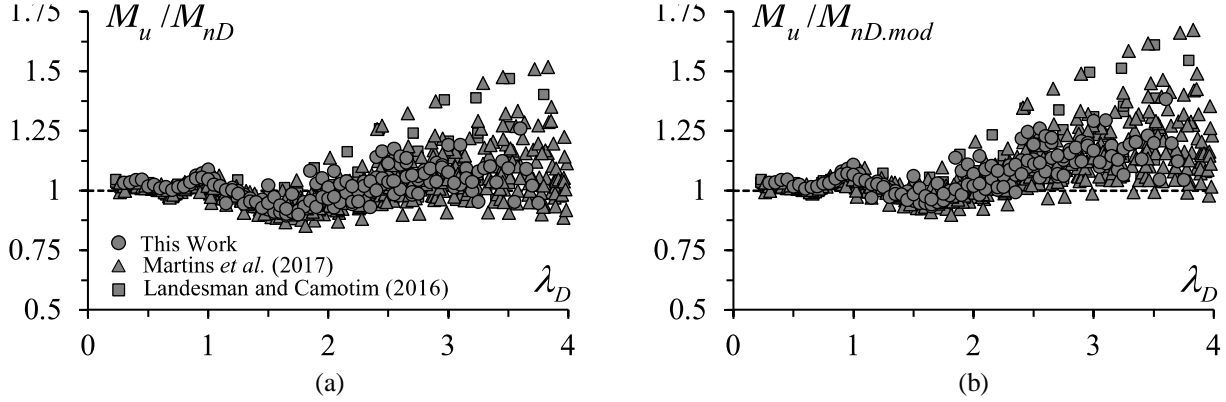 1.75
M_u/M_nD
1.5
1.25
1
0.75
0.5
This Work
Martins et al. (2017)
Landesman and Camotim (2016)
λ_D
0 1 2 3 4
(a)
1.75
M_u/M_nD.mod
1.5
1.25
1
0.75
0.5
λ_D
0 1 2 3 4
(b)